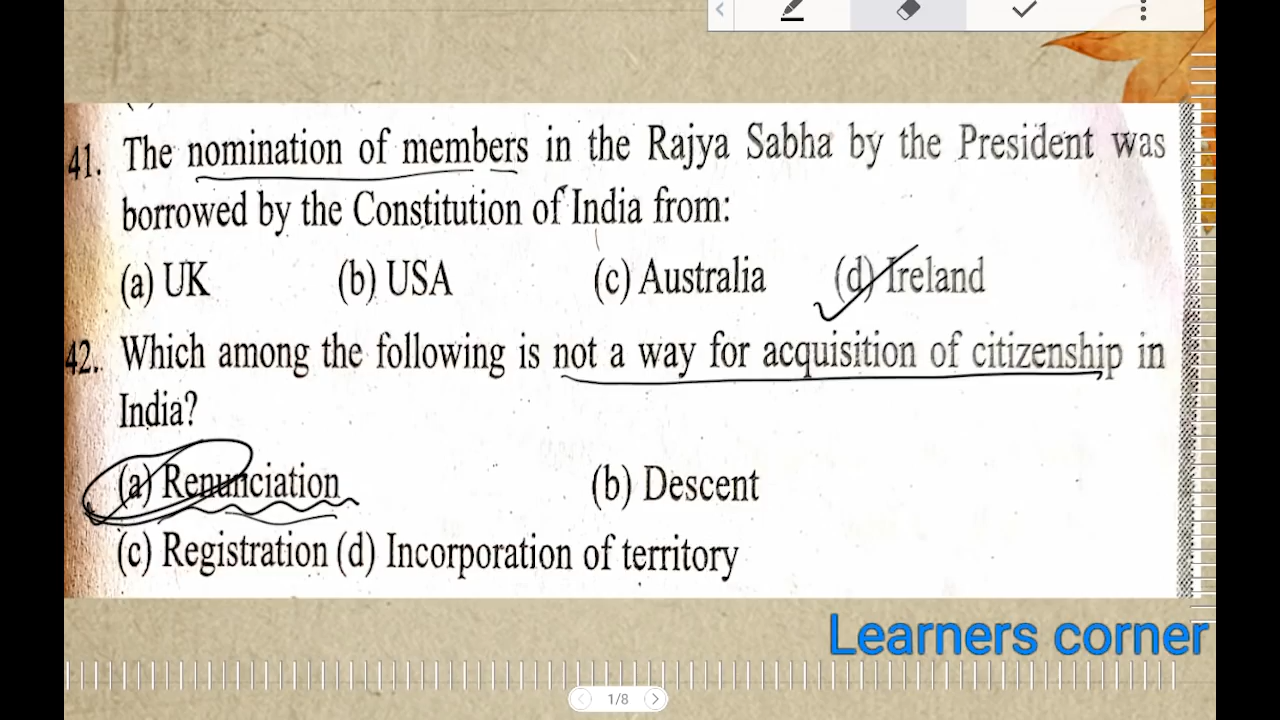 41. The nomination of members in the Rajya Sabha by the President was
borrowed by the Constitution of India from:
(a) UK (b) USA (c) Australia (d) Ireland
42. Which among the following is not a way for acquisition of citizenship in
India?
(a) Renunciation (b) Descent
(c) Registration (d) Incorporation of territory
Learners corner
1/8